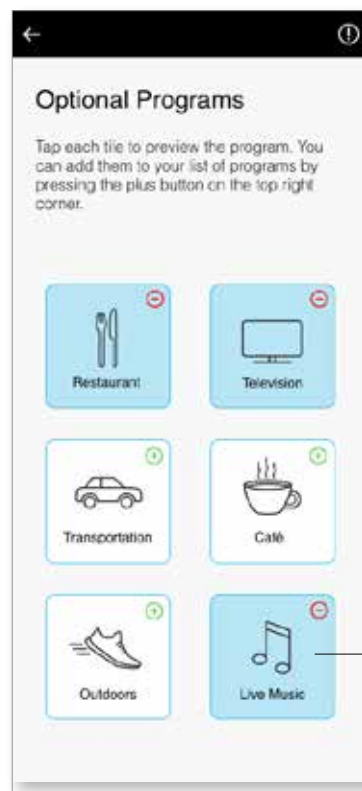 Optional Programs
Tap each tile to preview the program. You
can add them to your list of programs by
pressing the plus button on the top right
corner.
Restaurant
Television
Transportation
Café
Outdoors
Live Music